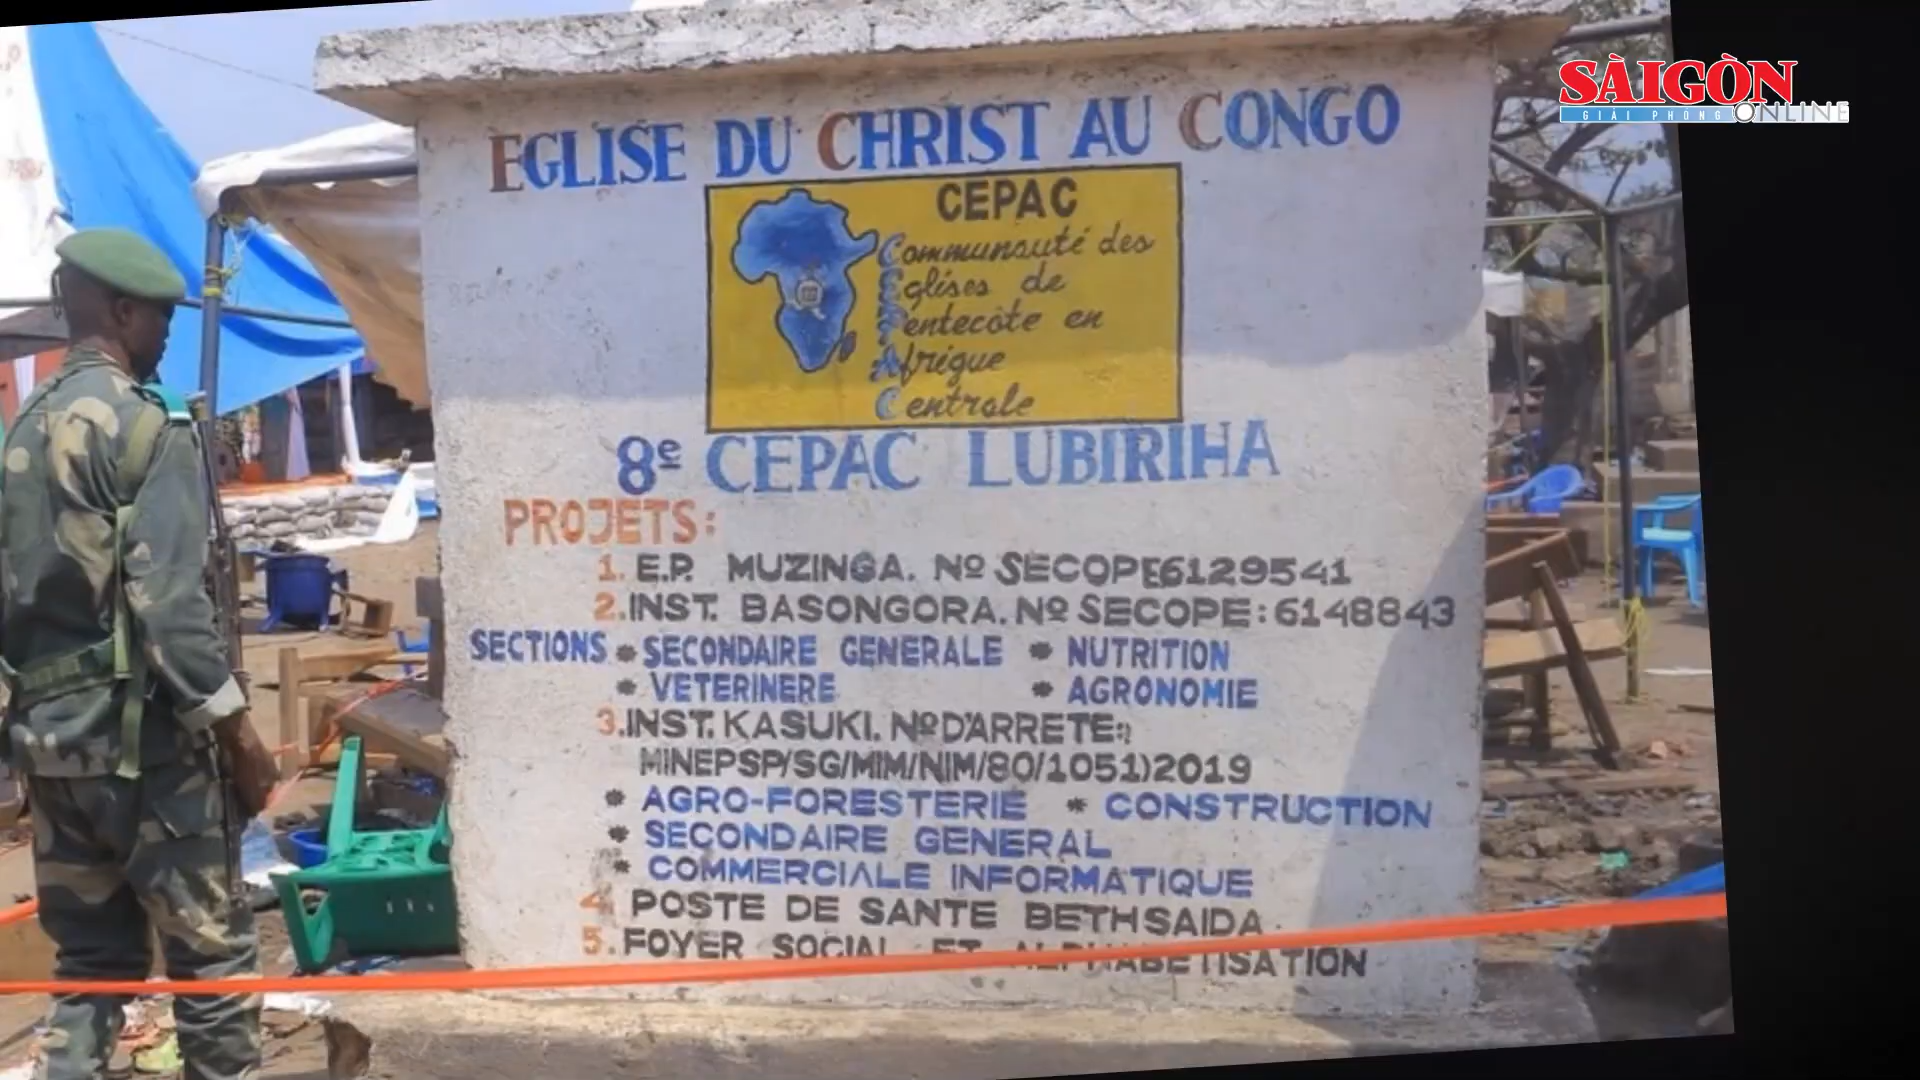 SÀIGÒN
GIẢI PHÓNG ONLINE
EGLISE DU CHRIST AU CONGO
CEPAC
Communauté des
Eglises de
Pentecôte en
Afrique
Centrale
8e CEPAC LUBIRIHA
PROJETS:
1. E.P. MUZINGA. No SECOPE6129541
2. INST. BASONGORA. No SECOPE: 6148843
SECTIONS * SECONDAIRE GENERALE * NUTRITION
* VETERINERE * AGRONOMIE
3. INST. KASUKI. No D'ARRETE:
MINEPSP/SG/MIM/NIM/80/1051)2019
* AGRO-FORESTERIE * CONSTRUCTION
* SECONDAIRE GENERAL
* COMMERCIALE INFORMATIQUE
4. POSTE DE SANTE BETHSAIDA.
5. FOYER SOCIAL ET ALPHABETISATION